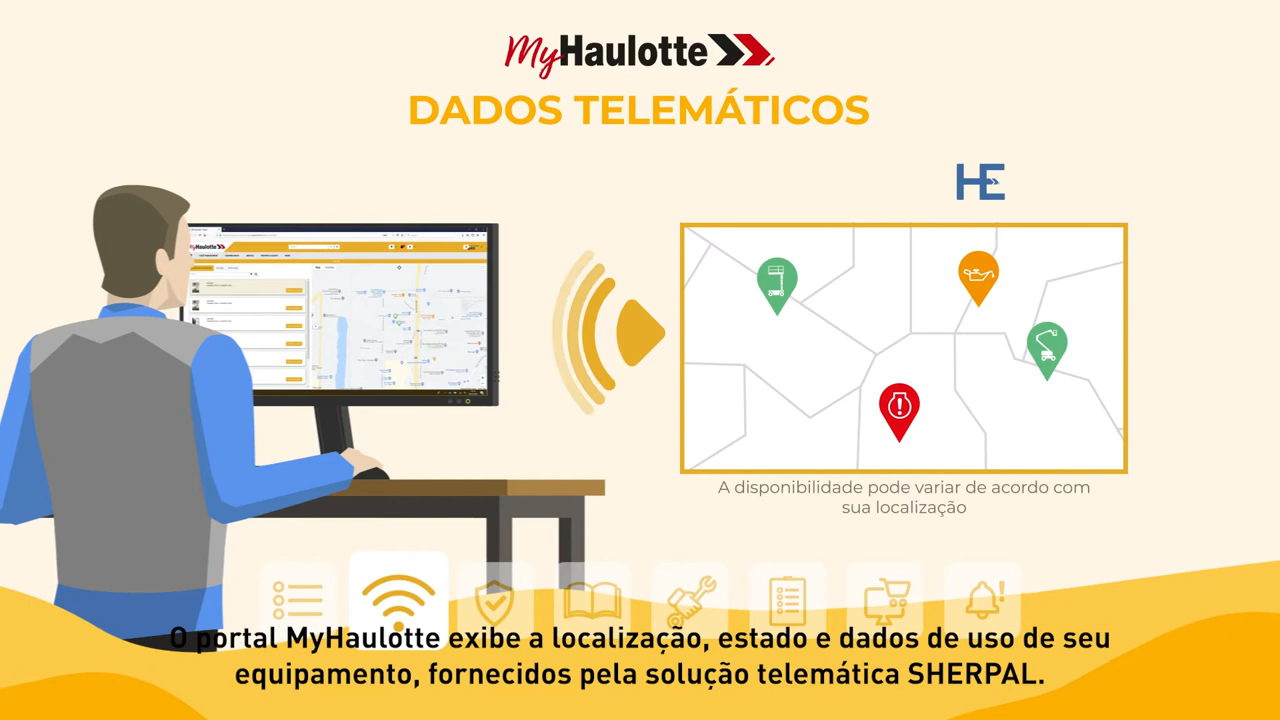 MyHaulotte
DADOS TELEMÁTICOS
HE
MyHaulotte
A disponibilidade pode variar de acordo com
sua localização
O portal MyHaulotte exibe a localização, estado e dados de uso de seu
equipamento, fornecidos pela solução telemática SHERPAL.